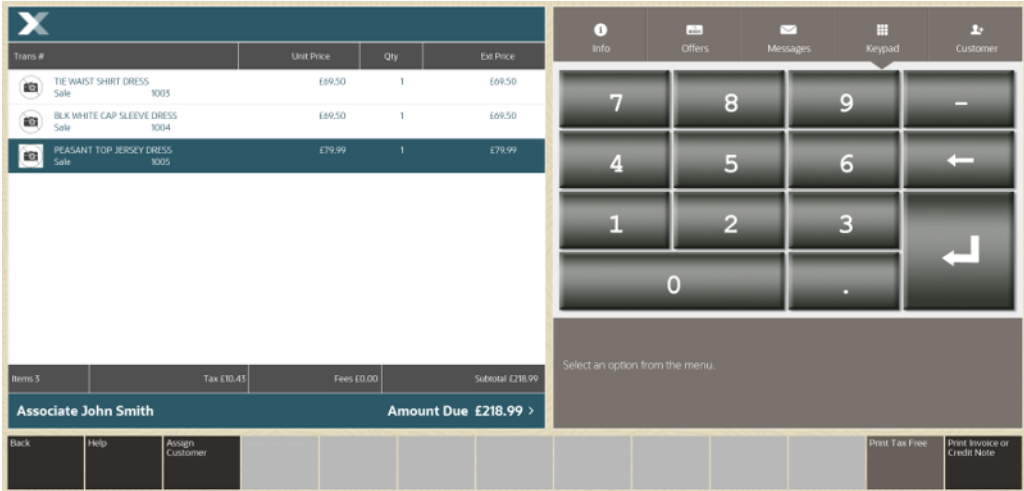 X
Trans # Unit Price Qty Ext Price
TIE WAIST SHIRT DRESS £69.50 1 £69.50
Sale 1003
BLK WHITE CAP SLEEVE DRESS £69.50 1 £69.50
Sale 1004
PEASANT TOP JERSEY DRESS £79.99 1 £79.99
Sale 1005
Items 3 Tax £10.43 Fees £0.00 Subtotal £218.99
Associate John Smith Amount Due £218.99 >
Info Offers Messages Keypad Customer
7 8 9 -
4 5 6 ←
1 2 3
0 .
Select an option from the menu.
Back Help Assign
Customer
Print Tax Free
Print Invoice or
Credit Note